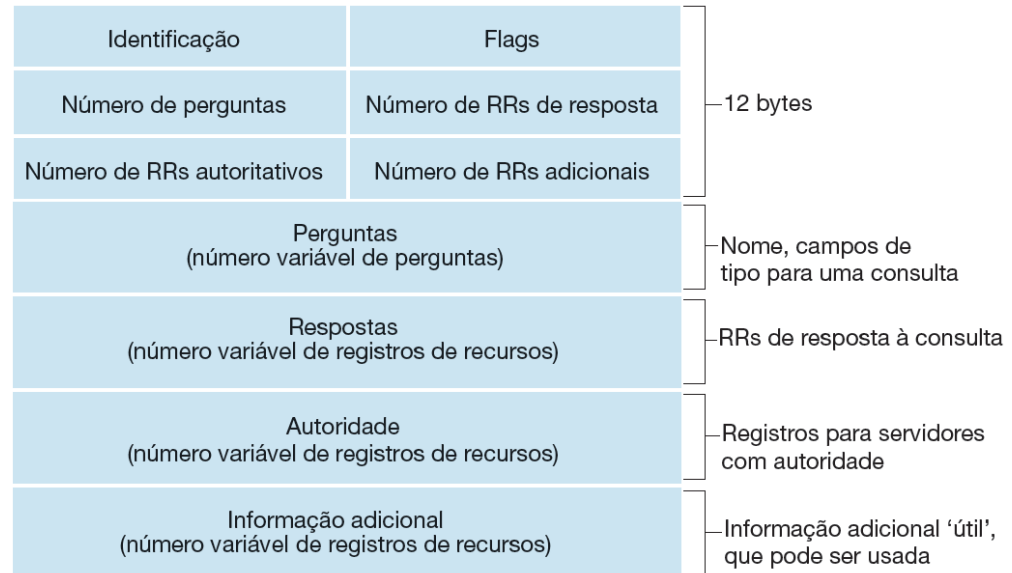 Identificação
Flags
Número de perguntas
Número de RRs de resposta
12 bytes
Número de RRs autoritativos
Número de RRs adicionais
Perguntas
(número variável de perguntas)
Nome, campos de
tipo para uma consulta
Respostas
(número variável de registros de recursos)
RRs de resposta à consulta
Autoridade
(número variável de registros de recursos)
Registros para servidores
com autoridade
Informação adicional
(número variável de registros de recursos)
Informação adicional ‘útil’,
que pode ser usada